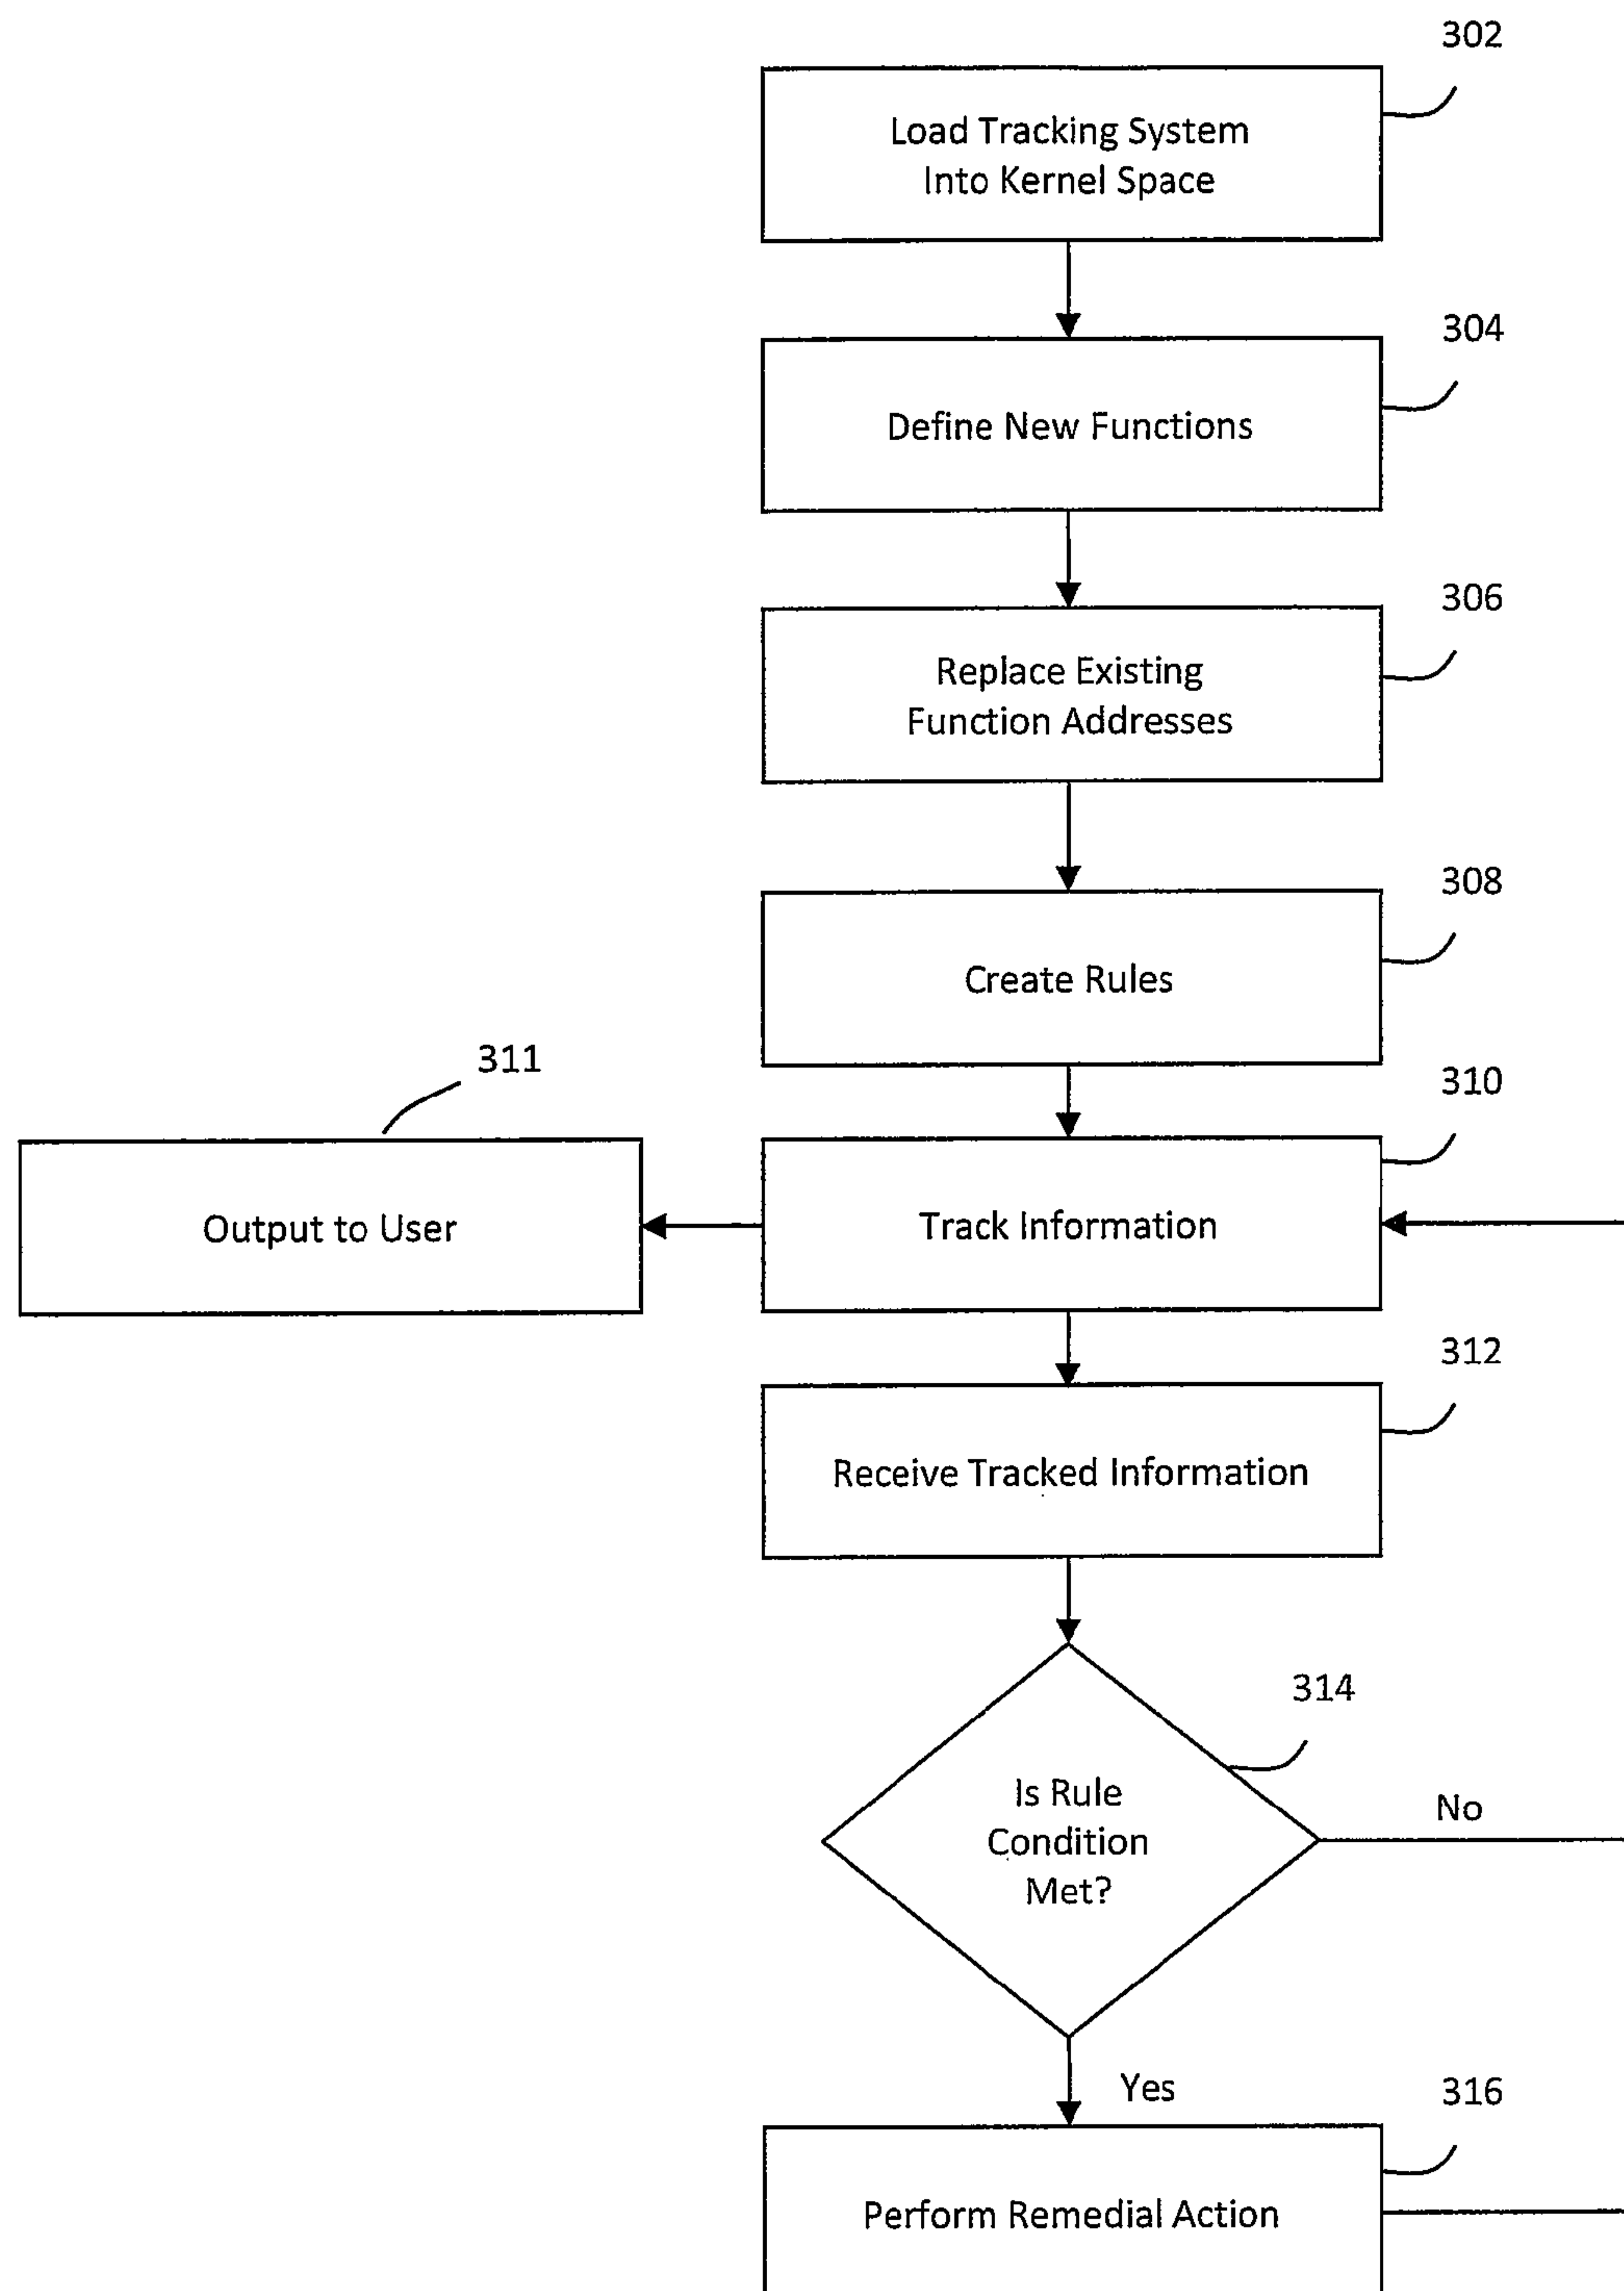 302
Load Tracking System
Into Kernel Space
304
Define New Functions
306
Replace Existing
Function Addresses
308
Create Rules
311
310
Output to User
Track Information
312
Receive Tracked Information
314
Is Rule
Condition
Met?
No
Yes
316
Perform Remedial Action